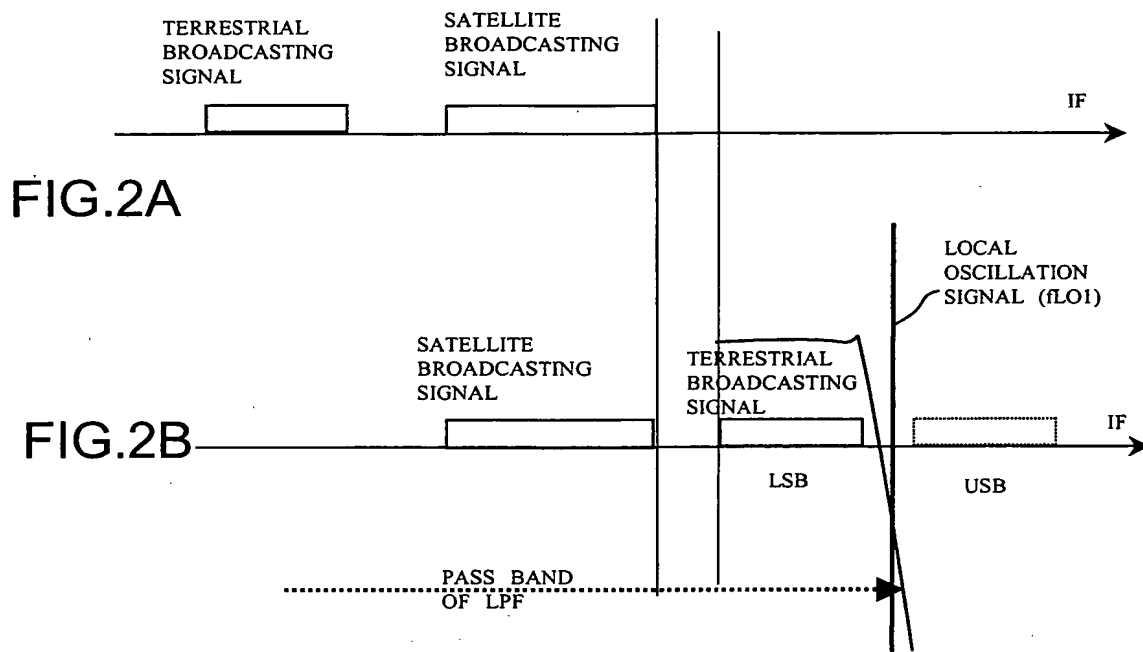 TERRESTRIAL
BROADCASTING
SIGNAL
SATELLITE
BROADCASTING
SIGNAL
IF
FIG.2A
LOCAL
OSCILLATION
SIGNAL (fLO1)
SATELLITE
BROADCASTING
SIGNAL
TERRESTRIAL
BROADCASTING
SIGNAL
FIG.2B
IF
LSB
USB
PASS BAND
OF LPF